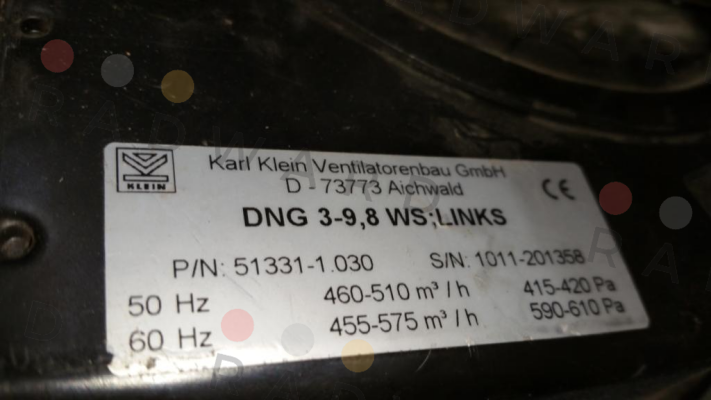 KLEIN
Karl Klein Ventilatorenbau GmbH
D - 73773 Aichwald
CE
DNG 3-9,8 WS;LINKS
P/N: 51331-1.030 S/N: 1011-201358
50 Hz 460-510 m³ / h 415-420 Pa
60 Hz 455-575 m³ / h 590-610 Pa